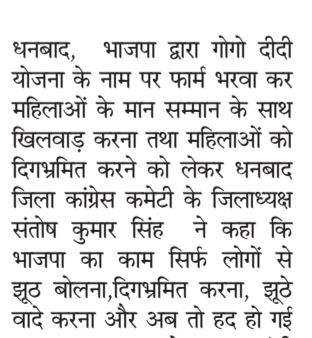 धनबाद, भाजपा द्वारा गोगो दीदी
योजना के नाम पर फार्म भरवा कर
महिलाओं के मान सम्मान के साथ
खिलवाड़ करना तथा महिलाओं को
दिगभ्रमित करने को लेकर धनबाद
जिला कांग्रेस कमेटी के जिलाध्यक्ष
संतोष कुमार सिंह ने कहा कि
भाजपा का काम सिर्फ लोगों से
झूठ बोलना,दिगभ्रमित करना, झूठे
वादे करना और अब तो हद हो गई